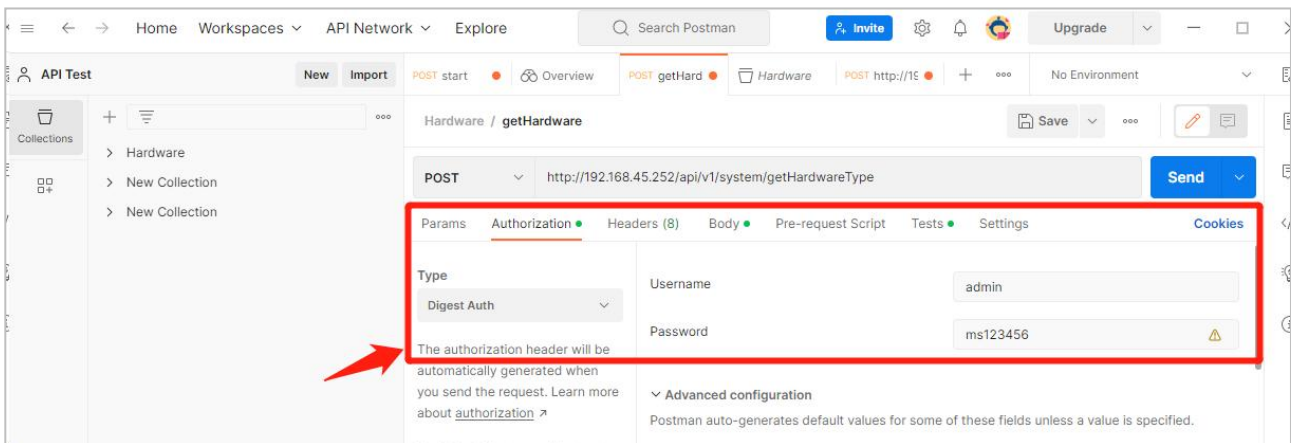 Home Workspaces API Network Explore Search Postman Invite Upgrade
API Test New Import POST start Overview POST getHard Hardware POST http://19 No Environment
Collections
Hardware / getHardware Save
Hardware
New Collection
New Collection
POST http://192.168.45.252/api/v1/system/getHardwareType Send
Params Authorization Headers (8) Body Pre-request Script Tests Settings Cookies
Type
Digest Auth
The authorization header will be
automatically generated when
you send the request. Learn more
about authorization ↗
Username admin
Password ms123456
Advanced configuration
Postman auto-generates default values for some of these fields unless a value is specified.